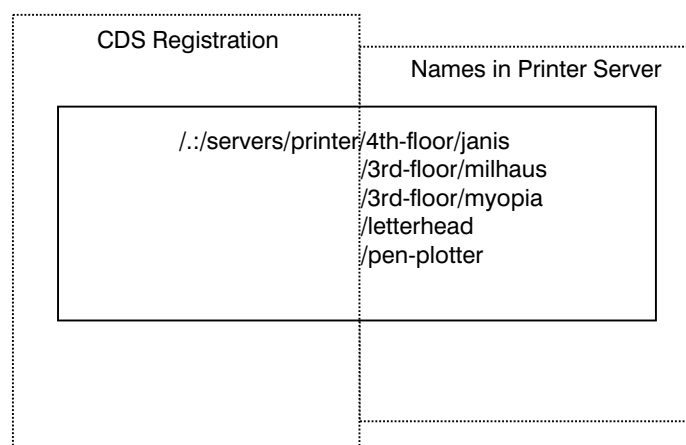 CDS Registration
Names in Printer Server
/.:/servers/printer/4th-floor/janis
/3rd-floor/milhaus
/3rd-floor/myopia
/letterhead
/pen-plotter